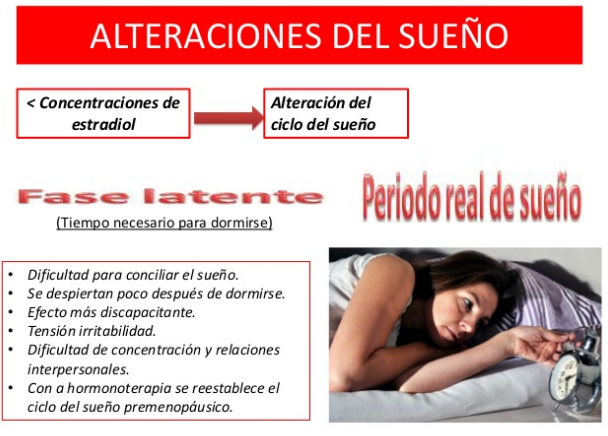 ALTERACIONES DEL SUEÑO
< Concentraciones de
estradiol
Alteración del
ciclo del sueño
Fase latente
(Tiempo necesario para dormirse)
Periodo real de sueño
• Dificultad para conciliar el sueño.
• Se despiertan poco después de dormirse.
• Efecto más discapacitante.
• Tensión irritabilidad.
• Dificultad de concentración y relaciones
interpersonales.
• Con a hormonoterapia se reestablece el
ciclo del sueño premenopáusico.